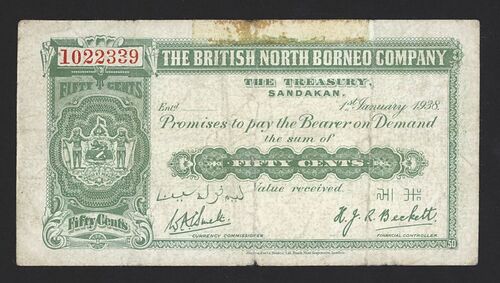 1022339
THE BRITISH NORTH BORNEO COMPANY
FIFTY CENTS
THE TREASURY,
SANDAKAN.
Entd
1st January 1938.
Promises to pay the Bearer on Demand
the sum of
FIFTY CENTS
Value received.
Fifty Cents
H. J. R. Beckett
CURRENCY COMMISSIONER
FINANCIAL CONTROLLER
50